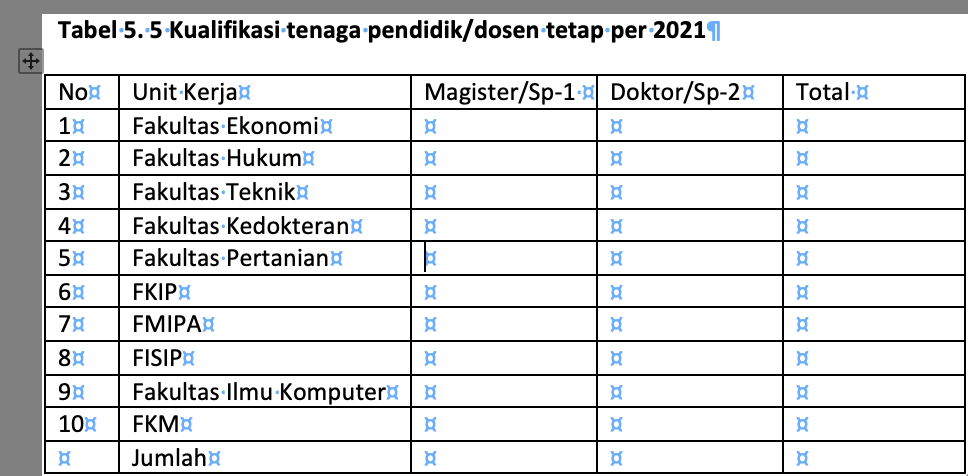 Tabel 5. 5 Kualifikasi tenaga pendidik/dosen tetap per 2021
No Unit Kerja Magister/Sp-1 Doktor/Sp-2 Total
1 Fakultas Ekonomi
2 Fakultas Hukum
3 Fakultas Teknik
4 Fakultas Kedokteran
5 Fakultas Pertanian
6 FKIP
7 FMIPA
8 FISIP
9 Fakultas Ilmu Komputer
10 FKM
Jumlah